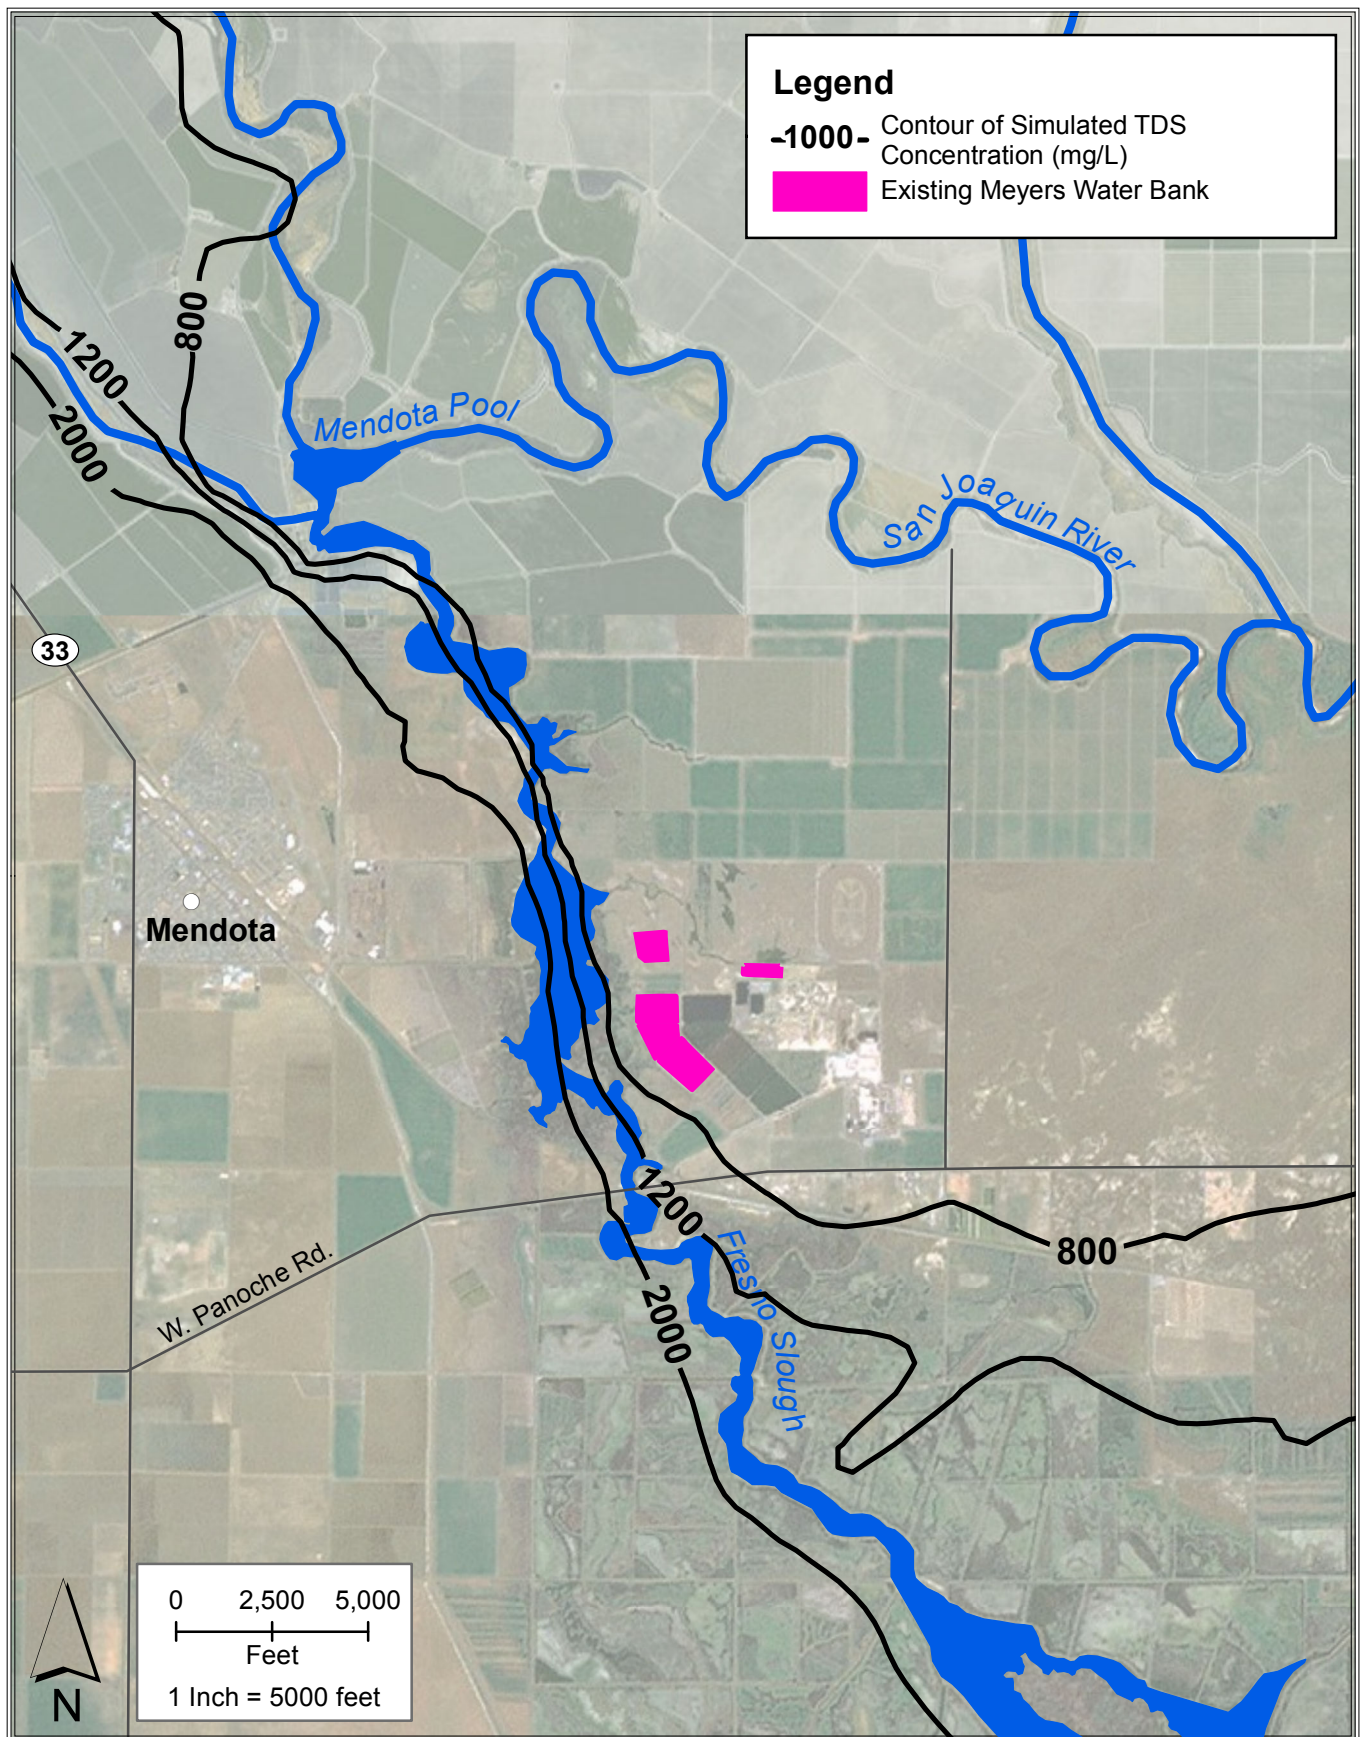 Legend
-1000-
Contour of Simulated TDS
Concentration (mg/L)
Existing Meyers Water Bank
800
1200
2000
Mendota Pool
San Joaquin River
33
Mendota
1200
Fresno Slough
800
W. Panoche Rd.
2000
0 2,500 5,000
Feet
1 Inch = 5000 feet
N